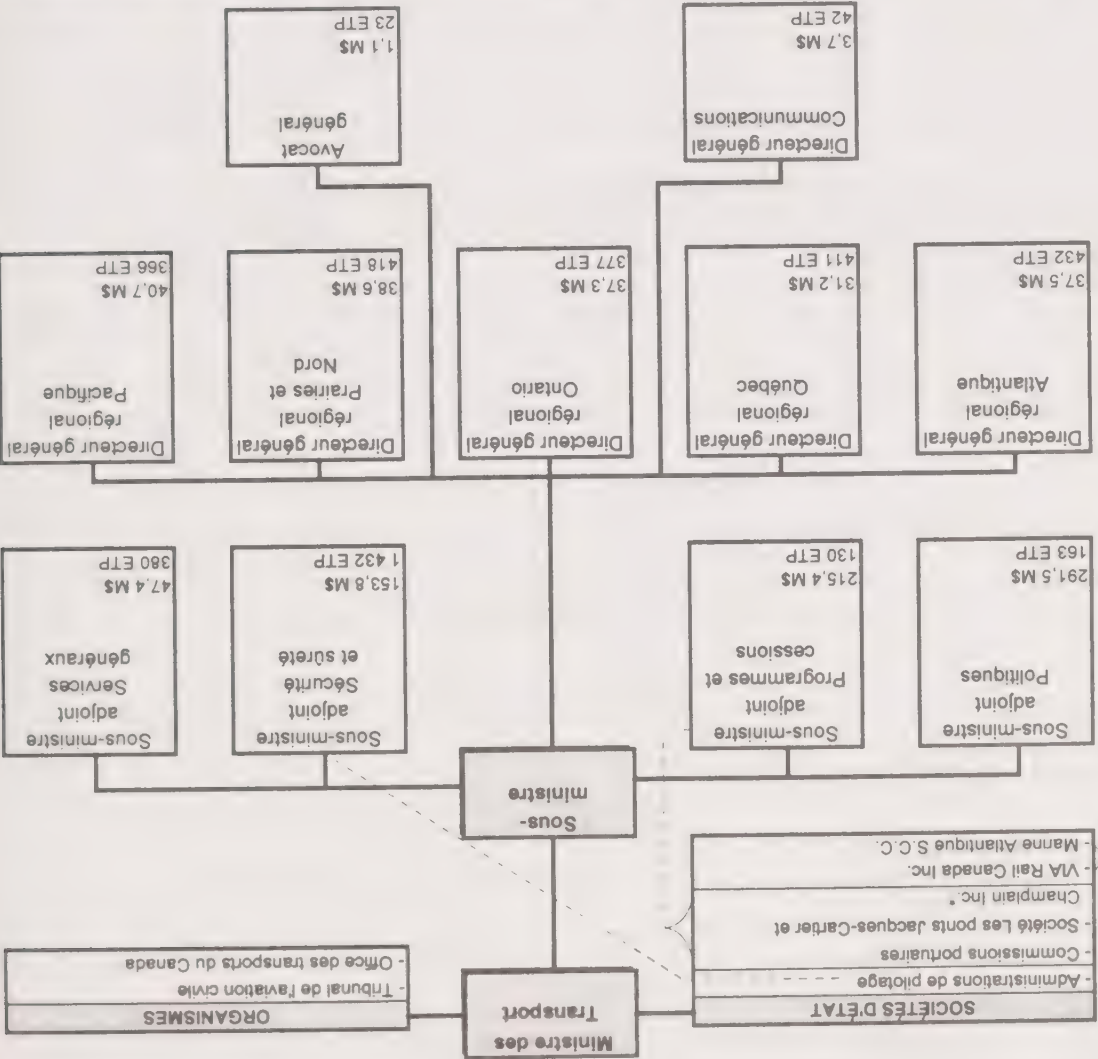 Ministre des
Transport
SOCIÉTÉS D'ÉTAT
- Administrations de pilotage
- Commissions portuaires
- Société Les ponts Jacques-Cartier et
Champlain Inc.*
- VIA Rail Canada Inc.
- Marine Atlantique S.C.C.
ORGANISMES
- Tribunal de l'aviation civile
- Office des transports du Canada
Sous-
ministre
Sous-ministre
adjoint
Politiques
291,5 M$
163 ETP
Sous-ministre
adjoint
Programmes et
cessions
215,4 M$
130 ETP
Sous-ministre
adjoint
Sécurité
et sûreté
153,8 M$
1 432 ETP
Sous-ministre
adjoint
Services
généraux
47.4 M$
380 ETP
Directeur général
régional
Atlantique
37,5 M$
432 ETP
Directeur général
régional
Québec
31,2 M$
411 ETP
Directeur général
régional
Ontario
37,3 M$
377 ETP
Directeur général
régional
Prairies et
Nord
38,6 M$
418 ETP
Directeur général
régional
Pacifique
40,7 M$
366 ETP
Directeur général
Communications
3,7 M$
42 ETP
Avocat
général
1,1 M$
23 ETP